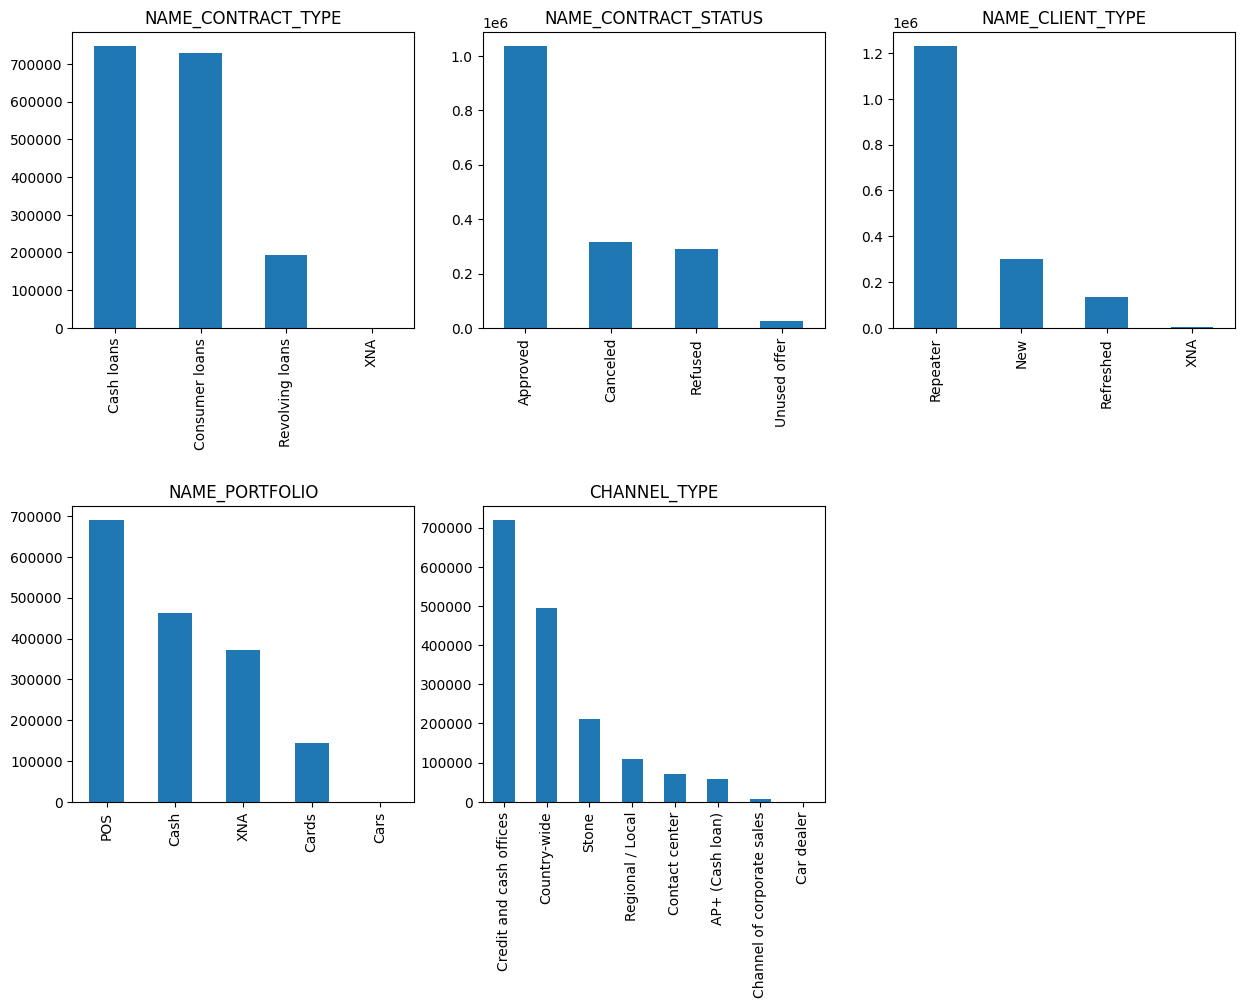 NAME_CONTRACT_TYPE
700000
600000
500000
400000
300000
200000
100000
0
Cash loans
Consumer loans
Revolving loans
XNA
NAME_CONTRACT_STATUS
1e6
1.0
0.8
0.6
0.4
0.2
0.0
Approved
Canceled
Refused
Unused offer
NAME_CLIENT_TYPE
1e6
1.2
1.0
0.8
0.6
0.4
0.2
0.0
Repeater
New
Refreshed
XNA
NAME_PORTFOLIO
700000
600000
500000
400000
300000
200000
100000
0
POS
Cash
XNA
Cards
Cars
CHANNEL_TYPE
700000
600000
500000
400000
300000
200000
100000
0
Credit and cash offices
Country-wide
Stone
Regional / Local
Contact center
AP+ (Cash loan)
Channel of corporate sales
Car dealer